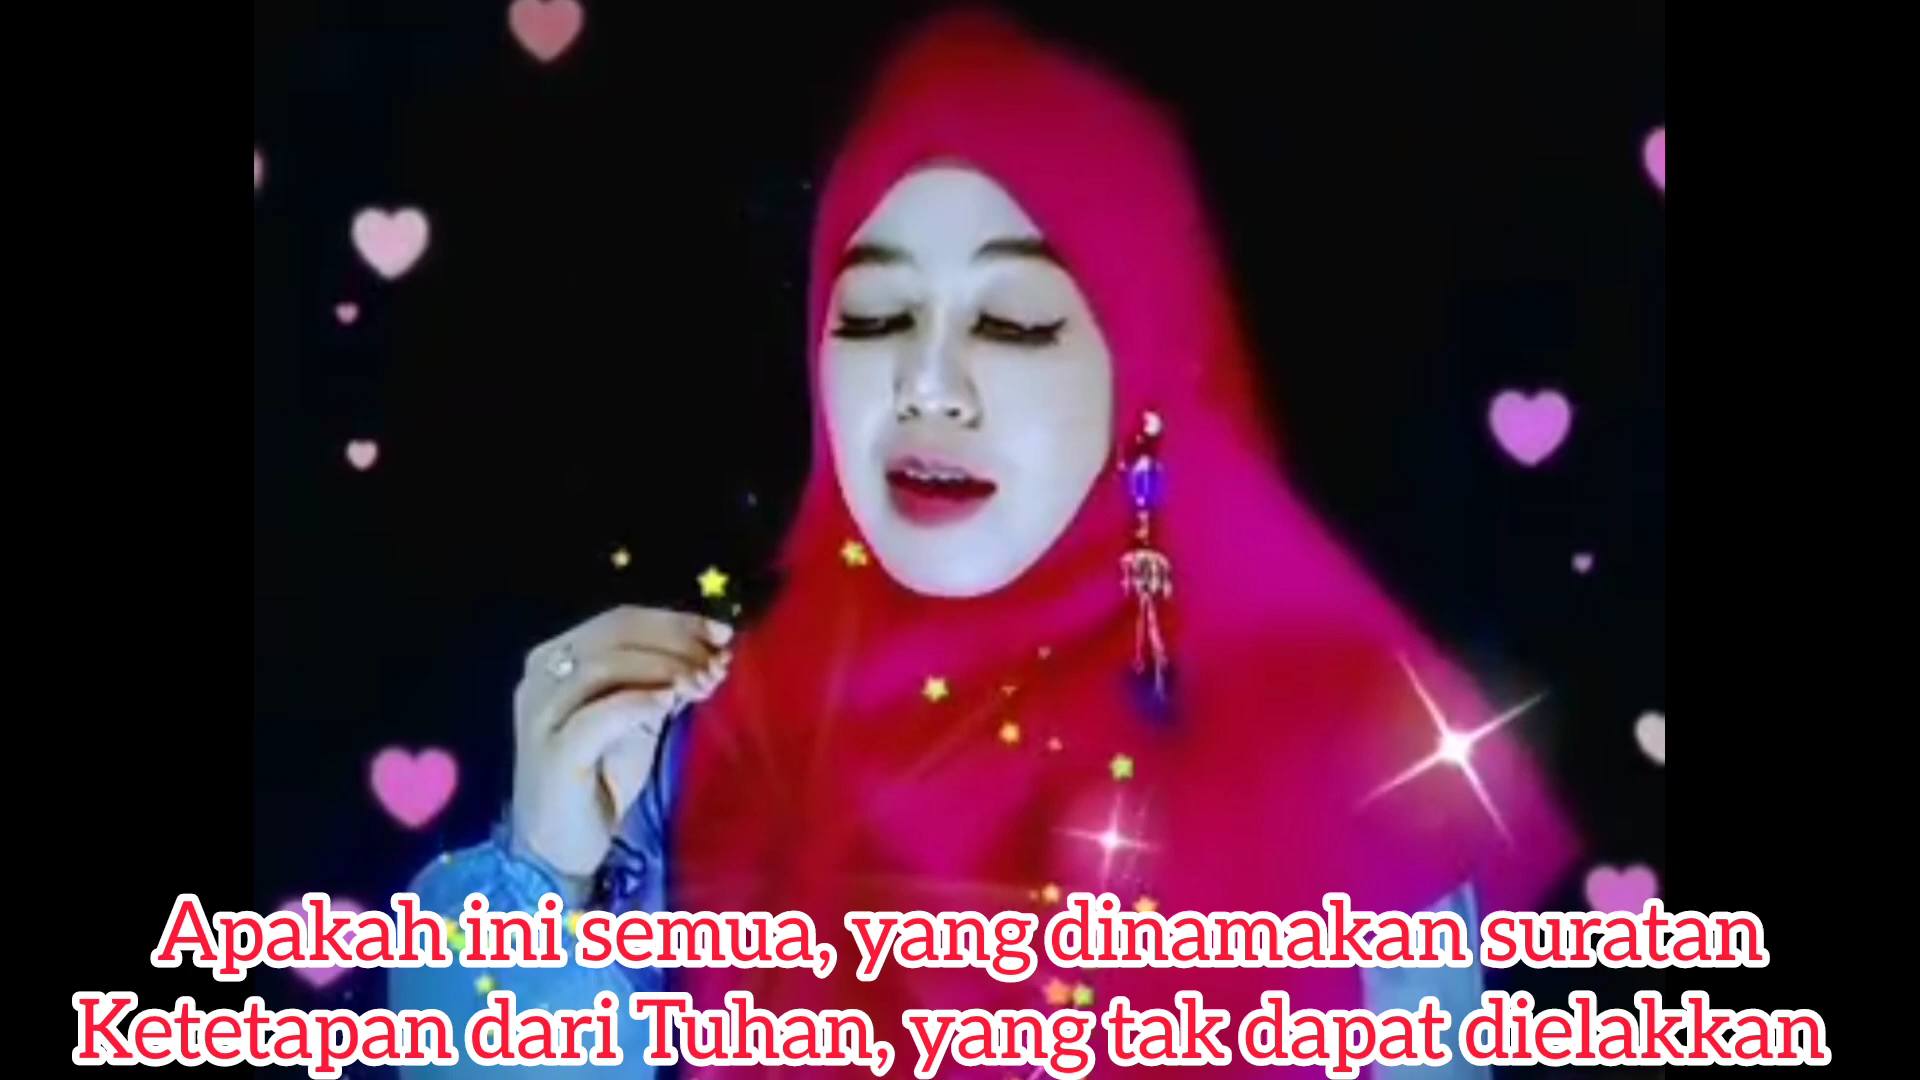 Apakah ini semua, yang dinamakan suratan
Ketetapan dari Tuhan, yang tak dapat dielakkan